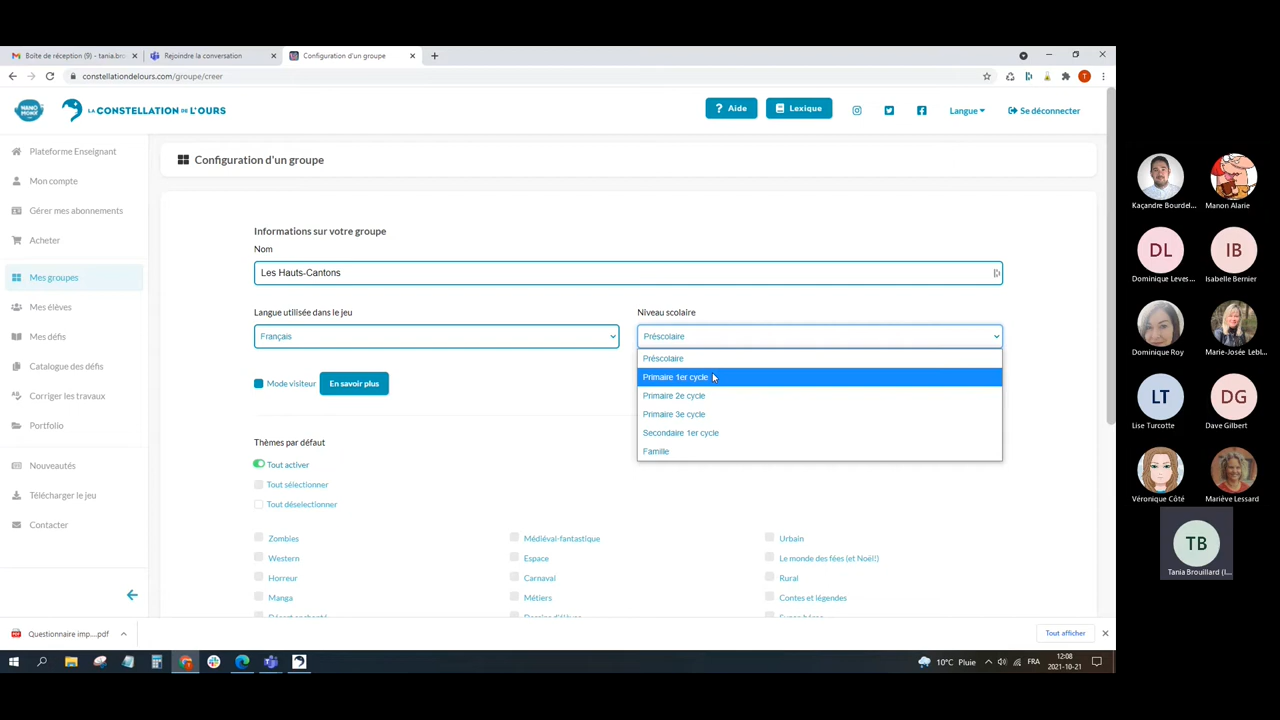 Boîte de réception (9) - tania.bro
Rejoindre la conversation
Configuration d'un groupe
constellationdelours.com/groupe/creer
NANO MONX
LA CONSTELLATION DE L'OURS
? Aide
Lexique
Langue
Se déconnecter
Plateforme Enseignant
Mon compte
Gérer mes abonnements
Acheter
Mes groupes
Mes élèves
Mes défis
Catalogue des défis
Corriger les travaux
Portfolio
Nouveautés
Télécharger le jeu
Contacter
Configuration d'un groupe
Informations sur votre groupe
Nom
Les Hauts-Cantons
Langue utilisée dans le jeu
Niveau scolaire
Français
Préscolaire
Préscolaire
Primaire 1er cycle
Primaire 2e cycle
Primaire 3e cycle
Secondaire 1er cycle
Famille
Mode visiteur
En savoir plus
Thèmes par défaut
Tout activer
Tout sélectionner
Tout déselectionner
Zombies
Médiéval-fantastique
Urbain
Western
Espace
Le monde des fées (et Noël!)
Horreur
Carnaval
Rural
Manga
Métiers
Contes et légendes
Questionnaire imp....pdf
Tout afficher
10°C Pluie
FRA
12:08
2021-10-21
Kaçandre Bourdel...
Manon Alarie
DL
IB
Dominique Leves...
Isabelle Bernier
Dominique Roy
Marie-Josée Lebl...
LT
DG
Lise Turcotte
Dave Gilbert
Véronique Côté
Mariève Lessard
TB
Tania Brouillard (I...